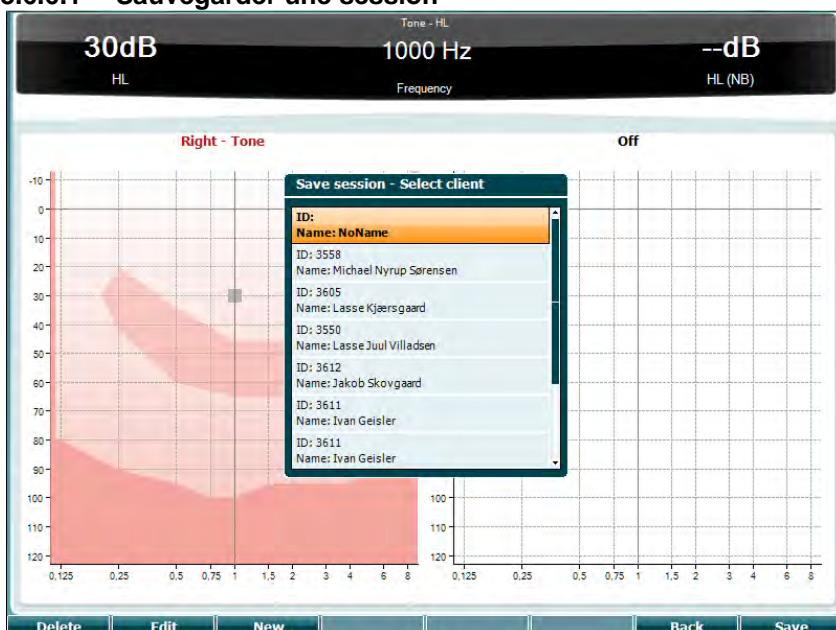 Sauvegarder une session
Tone - HL
30dB
1000 Hz
--dB
HL
Frequency
HL (NB)
Right - Tone
Off
Save session - Select client
ID:
Name: NoName
ID: 3558
Name: Michael Nyrup Sørensen
ID: 3605
Name: Lasse Kjærsgaard
ID: 3550
Name: Lasse Juul Villadsen
ID: 3612
Name: Jakob Skovgaard
ID: 3611
Name: Ivan Geisler
ID: 3611
Name: Ivan Geisler
-10
0
10
20
30
40
50
60
70
80
90
100
110
120
0,125 0,25 0,5 0,75 1 1,5 2 3 4 6 8
100
110
120
0,125 0,25 0,5 0,75 1 1,5 2 3 4 6 8
Delete Edit New Back Save